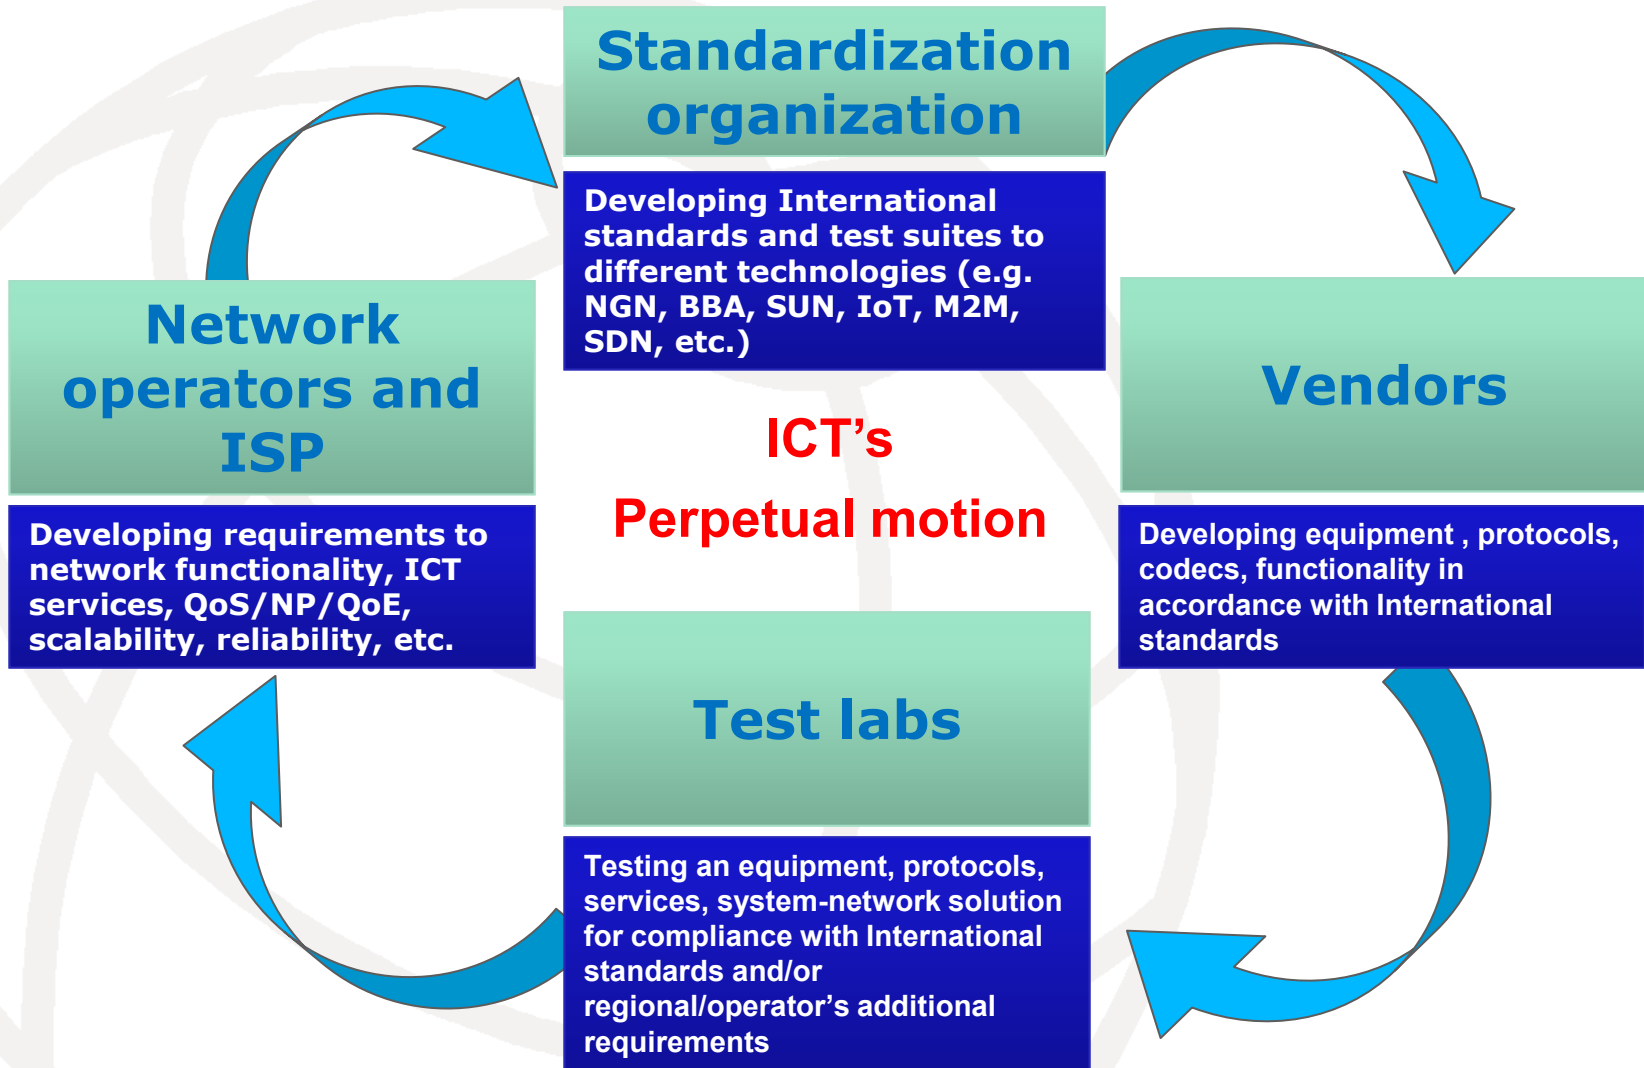 Standardization
organization
Developing International
standards and test suites to
different technologies (e.g.
NGN, BBA, SUN, IoT, M2M,
SDN, etc.)
Network
operators and
ISP
Developing requirements to
network functionality, ICT
services, QoS/NP/QoE,
scalability, reliability, etc.
ICT’s
Perpetual motion
Vendors
Developing equipment , protocols,
codecs, functionality in
accordance with International
standards
Test labs
Testing an equipment, protocols,
services, system-network solution
for compliance with International
standards and/or
regional/operator’s additional
requirements